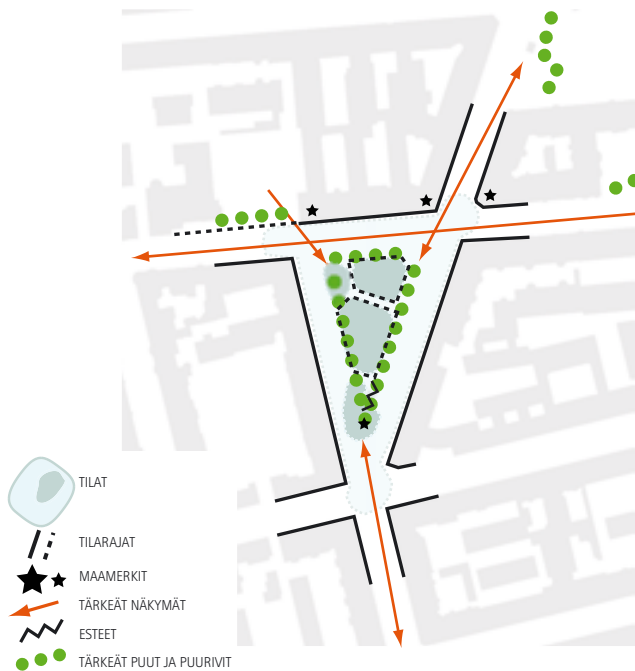 TILAT
TILARAJAT
MAAMERKIT
TÄRKEÄT NÄKYMÄT
ESTEET
TÄRKEÄT PUUT JA PUURIVIT